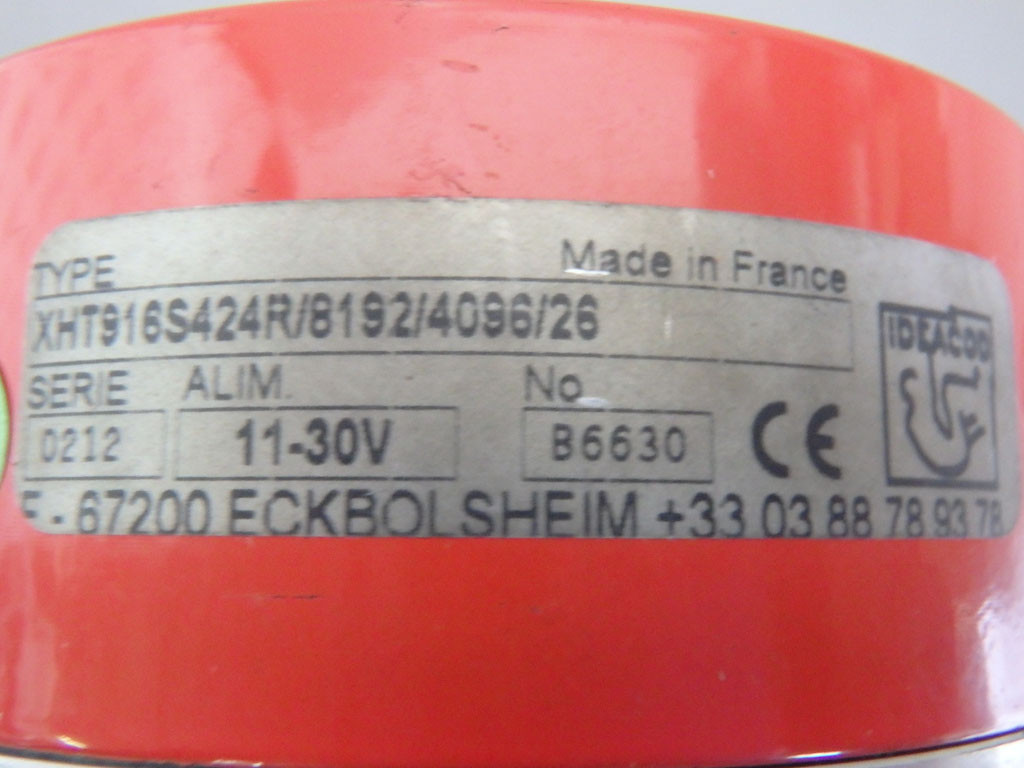 TYPE Made in France
XHT916S424R/8192/4096/26
IDEACOD
SERIE ALIM. No
0212 11-30V B6630 CE
F - 67200 ECKBOLSHEIM +33 03 88 78 93 78